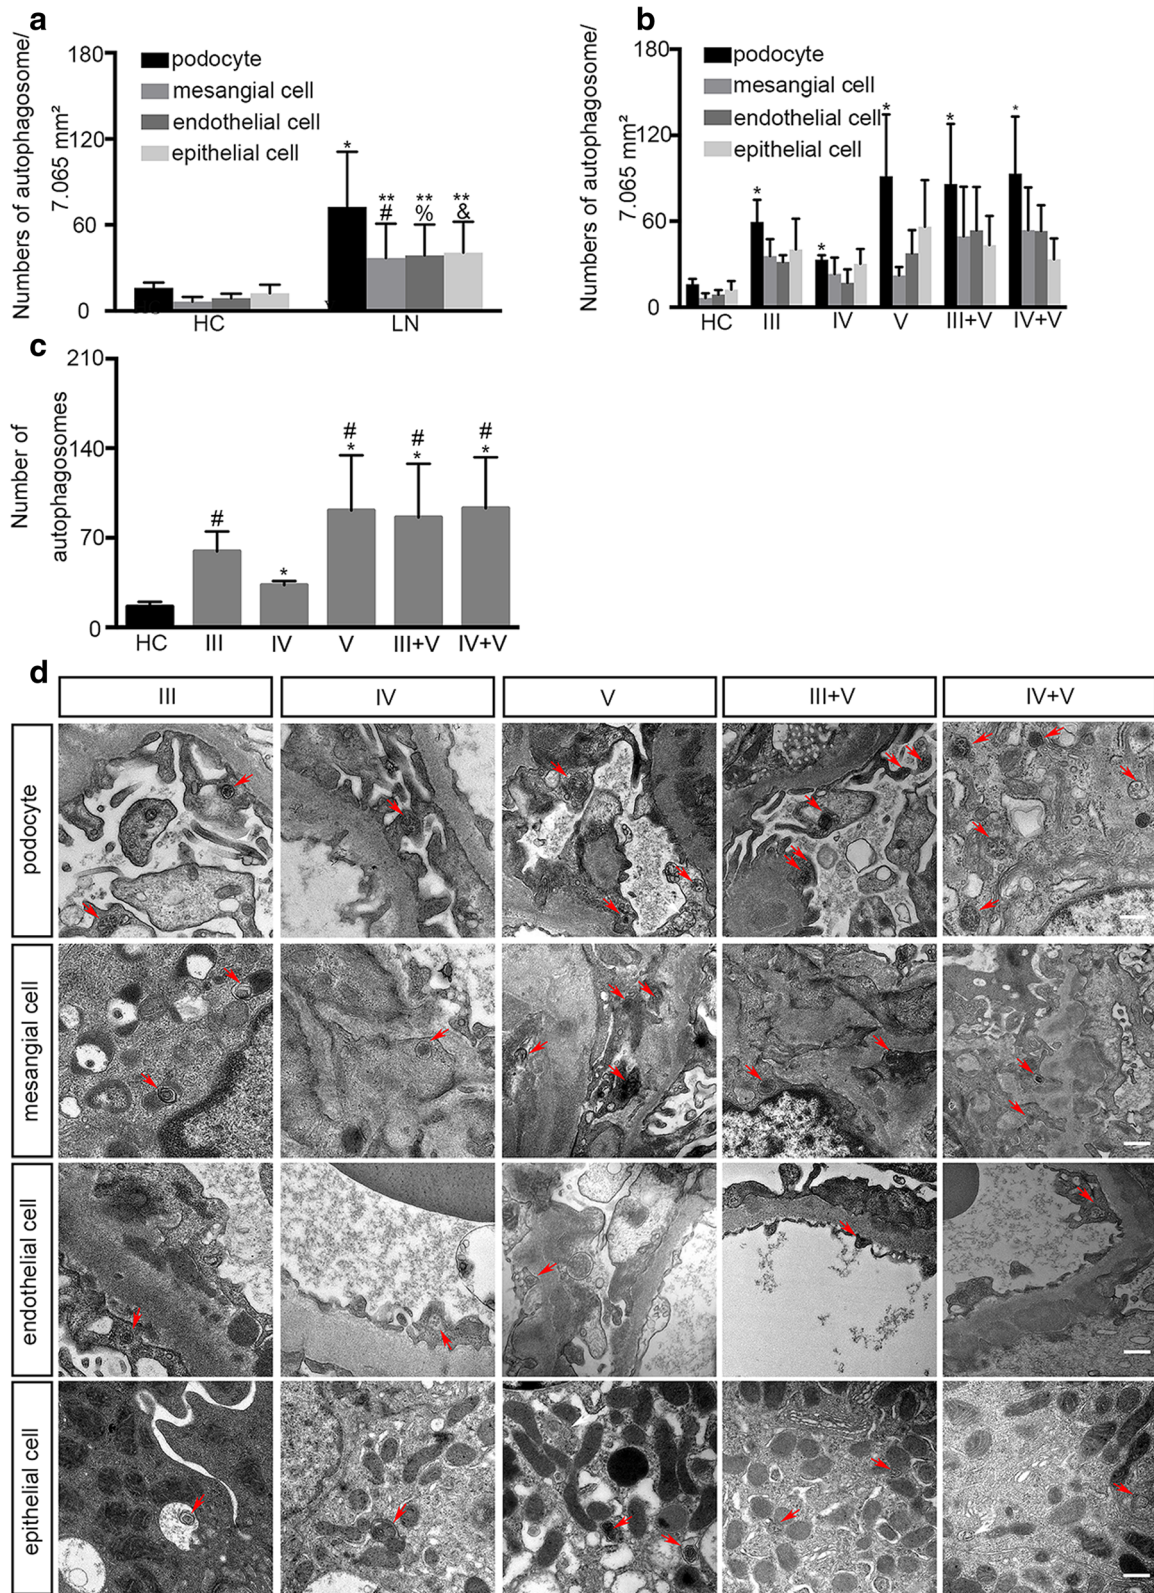 a
Numbers of autophagosome/
7.065 mm²
180
120
60
0
podocyte
mesangial cell
endothelial cell
epithelial cell
*
**
#
**
%
**
&
HC
LN
b
Numbers of autophagosome/
7.065 mm²
180
120
60
0
podocyte
mesangial cell
endothelial cell
epithelial cell
*
*
*
*
*
HC III IV V III+V IV+V
c
Number of
autophagosomes
210
140
70
0
#
*
#
*
#
*
#
*
HC III IV V III+V IV+V
d
III IV V III+V IV+V
podocyte
mesangial cell
endothelial cell
epithelial cell